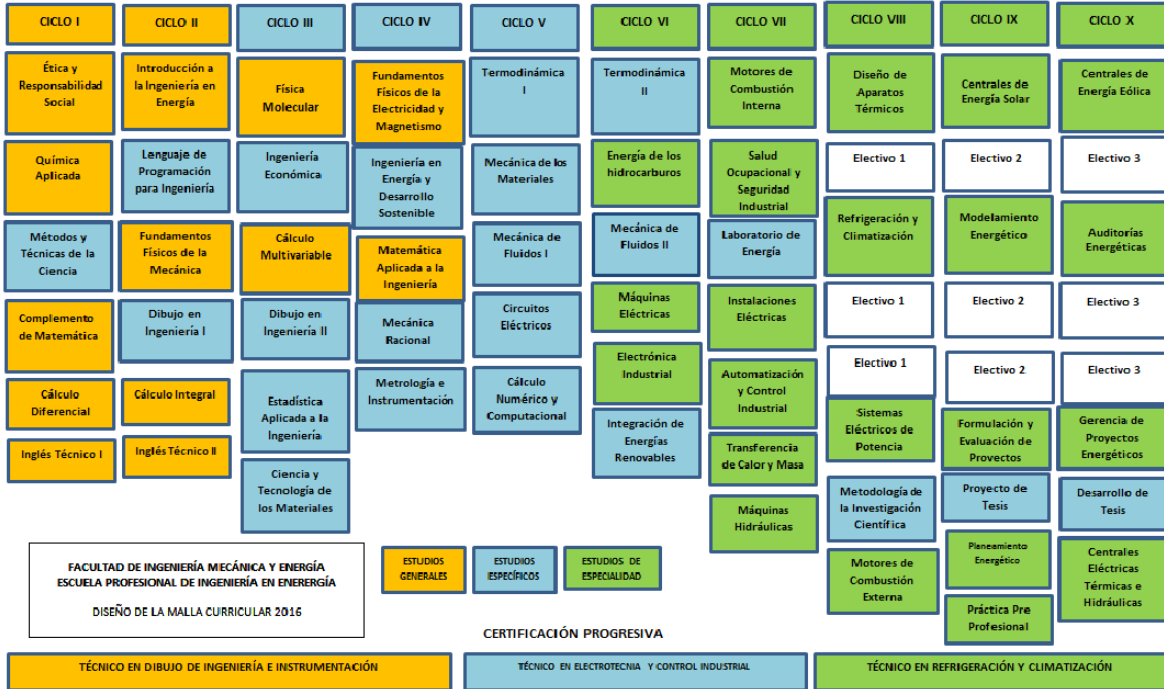 CICLO I
CICLO II
CICLO III
CICLO IV
CICLO V
CICLO VI
CICLO VII
CICLO VIII
CICLO IX
CICLO X
Ética y
Responsabilidad
Social
Química
Aplicada
Métodos y
Técnicas de la
Ciencia
Complemento
de Matemática
Cálculo
Diferencial
Inglés Técnico I
Introducción a
la Ingeniería en
Energía
Lenguaje de
Programación
para Ingeniería
Fundamentos
Físicos de la
Mecánica
Dibujo en
Ingeniería I
Cálculo Integral
Inglés Técnico II
Física
Molecular
Ingeniería
Económica
Cálculo
Multivariable
Dibujo en
Ingeniería II
Estadística
Aplicada a la
Ingeniería
Ciencia y
Tecnología de
los Materiales
Fundamentos
Físicos de la
Electricidad y
Magnetismo
Ingeniería en
Energía y
Desarrollo
Sostenible
Matemática
Aplicada a la
Ingeniería
Mecánica
Racional
Metrología e
Instrumentación
Termodinámica
I
Mecánica de los
Materiales
Mecánica de
Fluidos I
Circuitos
Eléctricos
Cálculo
Numérico y
Computacional
Termodinámica
II
Energía de los
hidrocarburos
Mecánica de
Fluidos II
Máquinas
Eléctricas
Electrónica
Industrial
Integración de
Energías
Renovables
Motores de
Combustión
Interna
Salud
Ocupacional y
Seguridad
Industrial
Laboratorio de
Energía
Instalaciones
Eléctricas
Automatización
y Control
Industrial
Transferencia
de Calor y Masa
Máquinas
Hidráulicas
Diseño de
Aparatos
Térmicos
Electivo 1
Refrigeración y
Climatización
Electivo 1
Electivo 1
Sistemas
Eléctricos de
Potencia
Metodología de
la Investigación
Científica
Motores de
Combustión
Externa
Centrales de
Energía Solar
Electivo 2
Modelamiento
Energético
Electivo 2
Electivo 2
Formulación y
Evaluación de
Proyectos
Proyecto de
Tesis
Planeamiento
Energético
Práctica Pre
Profesional
Centrales de
Energía Eólica
Electivo 3
Auditorías
Energéticas
Electivo 3
Electivo 3
Gerencia de
Proyectos
Energéticos
Desarrollo de
Tesis
Centrales
Eléctricas
Térmicas e
Hidráulicas
FACULTAD DE INGENIERÍA MECÁNICA Y ENERGÍA
ESCUELA PROFESIONAL DE INGENIERÍA EN ENERERGÍA
DISEÑO DE LA MALLA CURRICULAR 2016
ESTUDIOS
GENERALES
ESTUDIOS
IESPECÍFICOS
ESTUDIOS DE
ESPECIALIDAD
CERTIFICACIÓN PROGRESIVA
TÉCNICO EN DIBUJO DE INGENIERÍA E INSTRUMENTACIÓN
TÉCNICO EN ELECTROTECNIA Y CONTROL INDUSTRIAL
TÉCNICO EN REFRIGERACIÓN Y CLIMATIZACIÓN